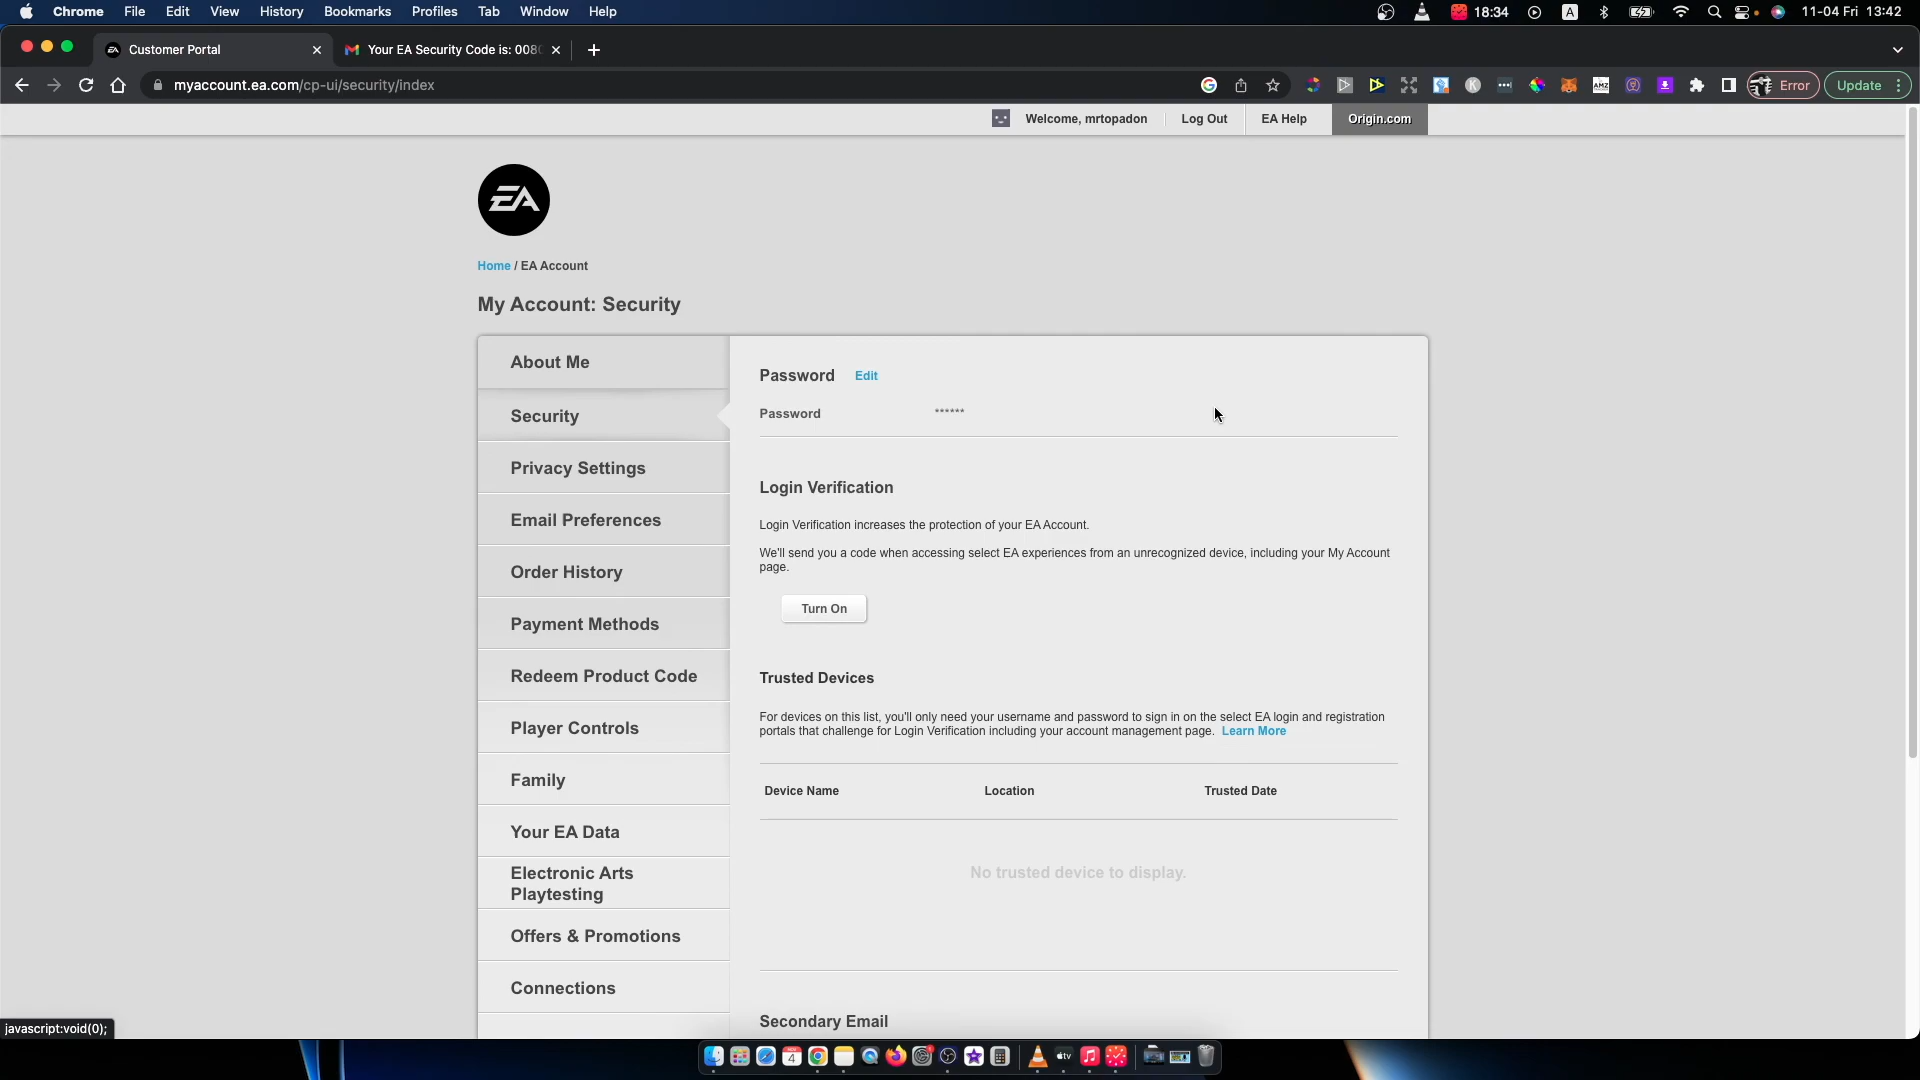 Chrome File Edit View History Bookmarks Profiles Tab Window Help 18:34 A 11-04 Fri 13:42
Customer Portal Your EA Security Code is: 008
myaccount.ea.com/cp-ui/security/index Error Update
Welcome, mrtopadon Log Out EA Help Origin.com
EA
Home / EA Account
My Account: Security
About Me
Security
Privacy Settings
Email Preferences
Order History
Payment Methods
Redeem Product Code
Player Controls
Family
Your EA Data
Electronic Arts
Playtesting
Offers & Promotions
Connections
Password Edit
Password ******
Login Verification
Login Verification increases the protection of your EA Account.
We'll send you a code when accessing select EA experiences from an unrecognized device, including your My Account
page.
Turn On
Trusted Devices
For devices on this list, you'll only need your username and password to sign in on the select EA login and registration
portals that challenge for Login Verification including your account management page. Learn More
Device Name Location Trusted Date
No trusted device to display.
Secondary Email
javascript:void(0);